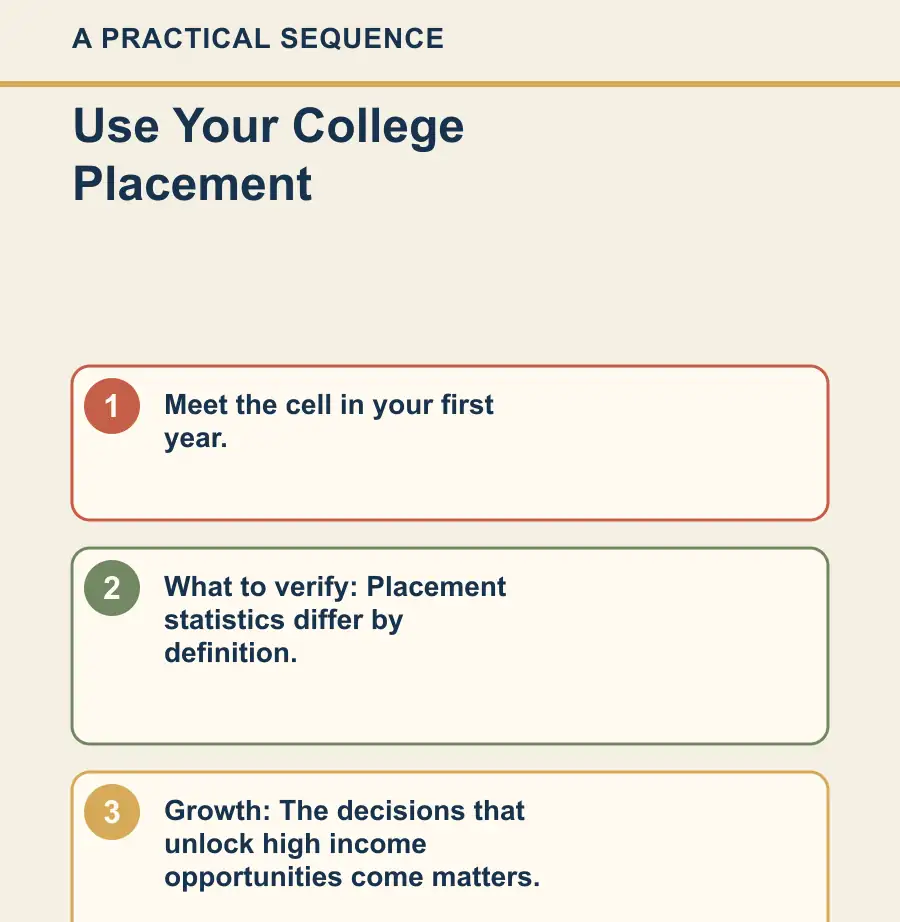 A PRACTICAL SEQUENCE
Use Your College
Placement
1
Meet the cell in your first
year.
2
What to verify: Placement
statistics differ by
definition.
3
Growth: The decisions that
unlock high income
opportunities come matters.